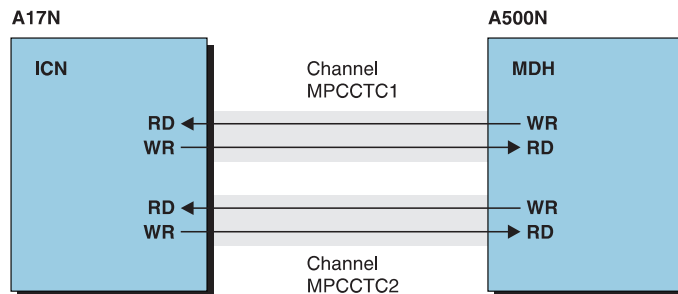 A17N
A500N
ICN
Channel
MPCCTC1
MDH
RD
WR
WR
RD
RD
WR
WR
RD
Channel
MPCCTC2